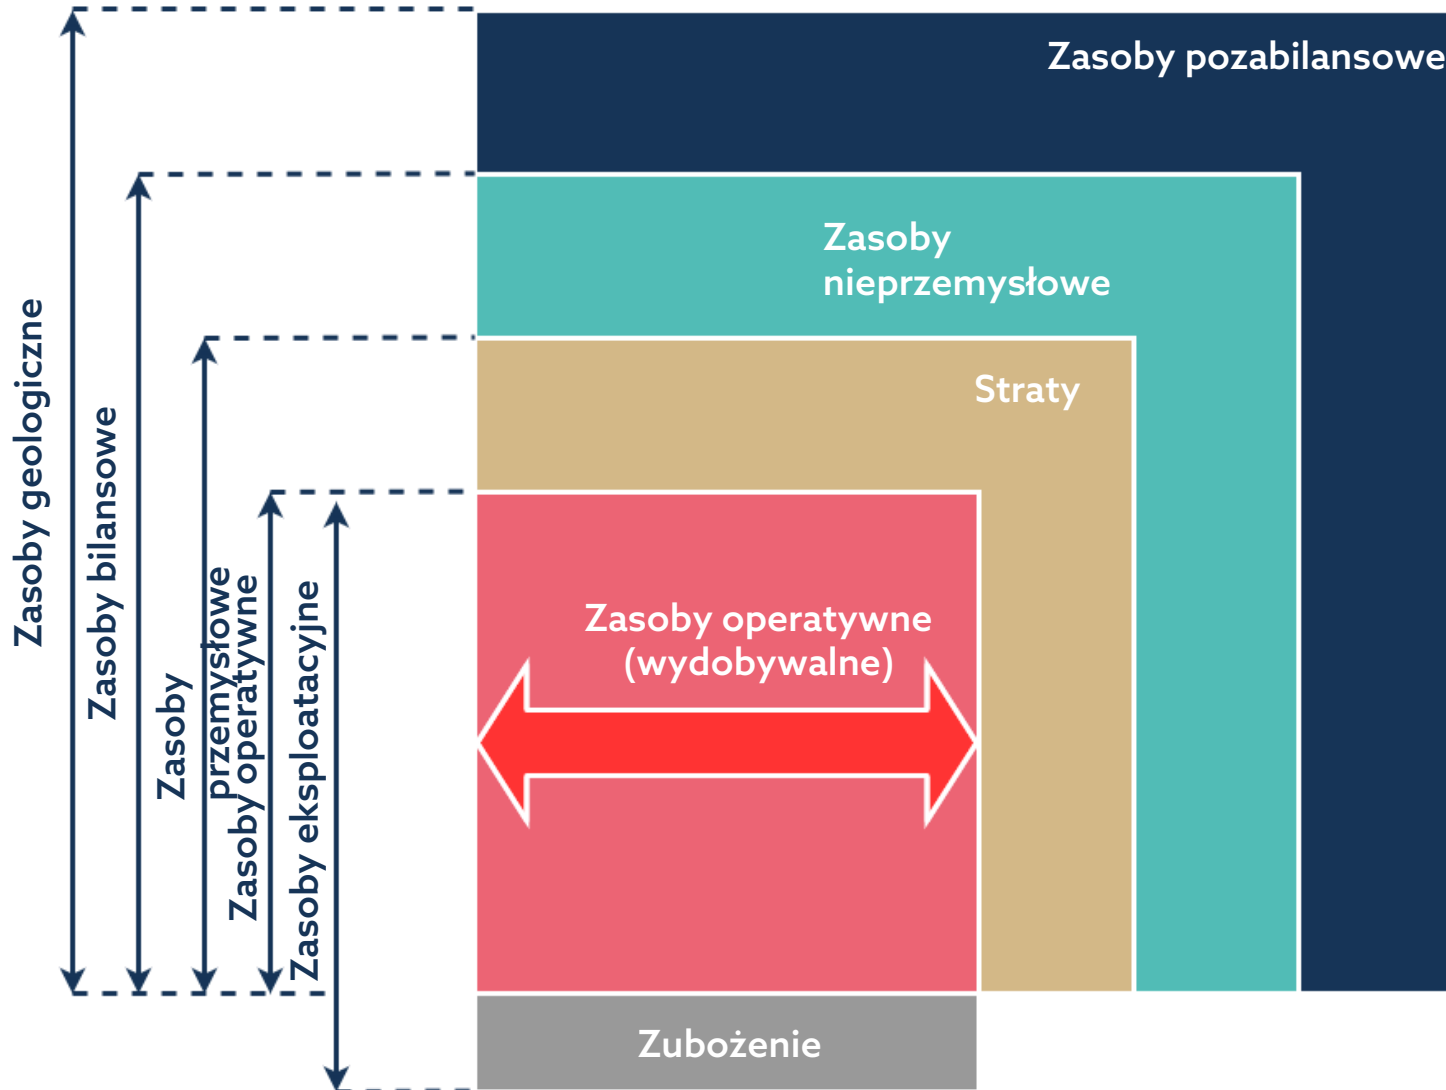 Zasoby pozabilansowe
Zasoby
nieprzemysłowe
Straty
Zasoby operatywne
(wydobywalne)
Zubożenie
Zasoby geologiczne
Zasoby bilansowe
Zasoby
przemysłowe
Zasoby operatywne
Zasoby eksploatacyjne